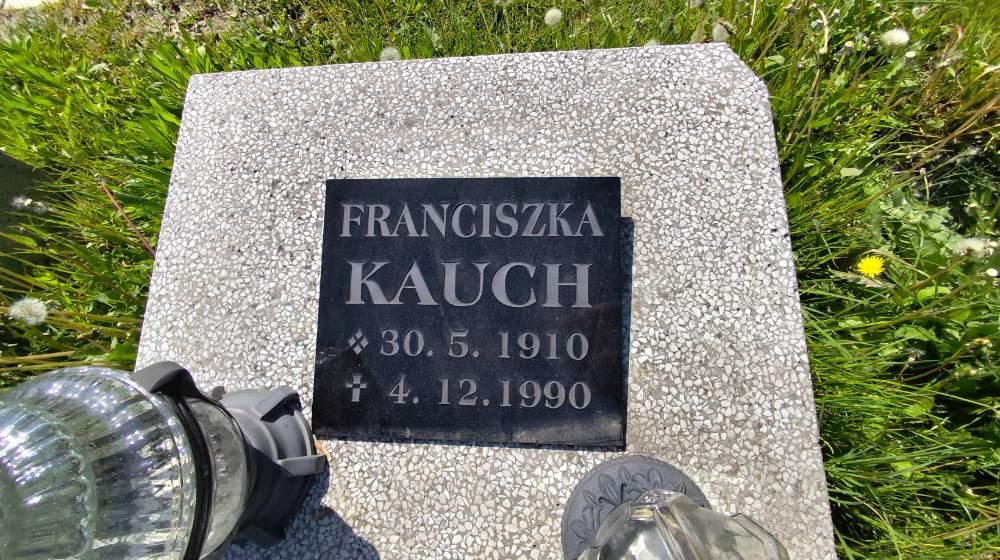 FRANCISZKA
KAUCH
❖ 30. 5. 1910
✝ 4. 12. 1990